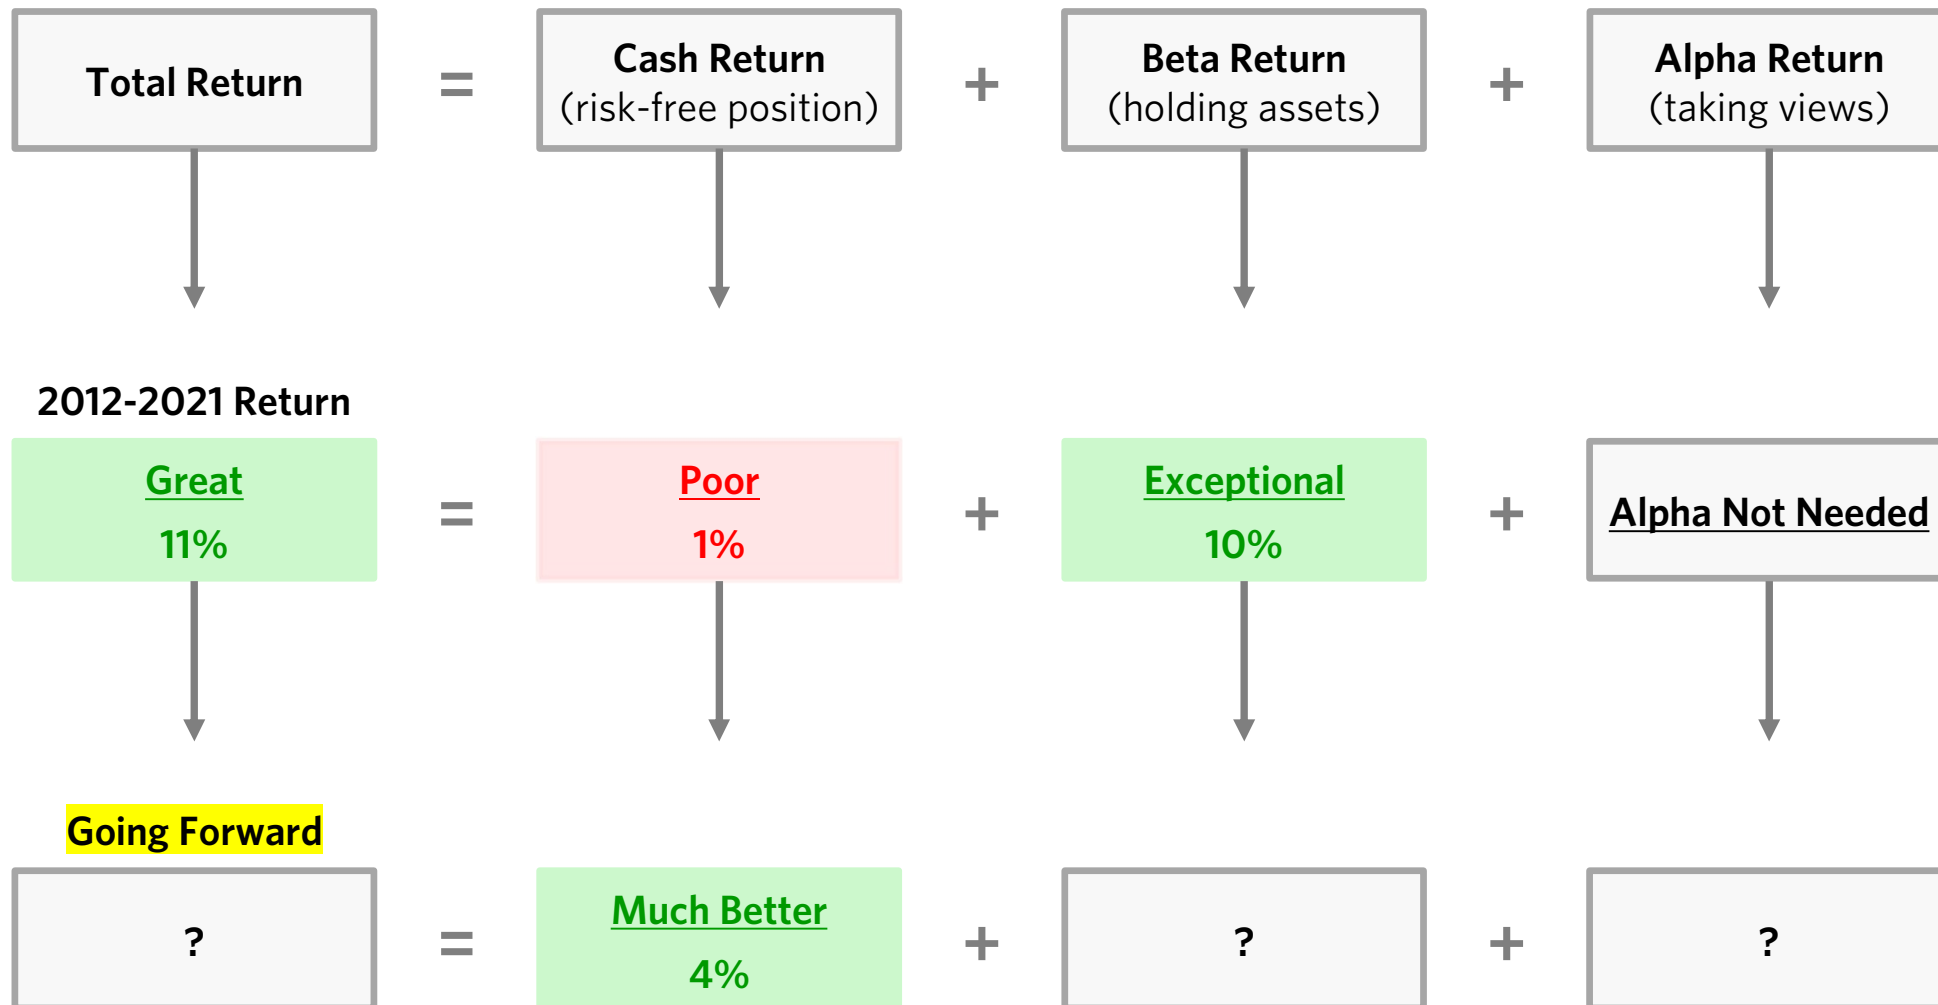 Total Return = Cash Return + Beta Return + Alpha Return
(risk-free position) (holding assets) (taking views)
2012-2021 Return
Great Poor Exceptional
= + + Alpha Not Needed
11% 1% 10%
Going Forward
Much Better
? = + ? + ?
4%